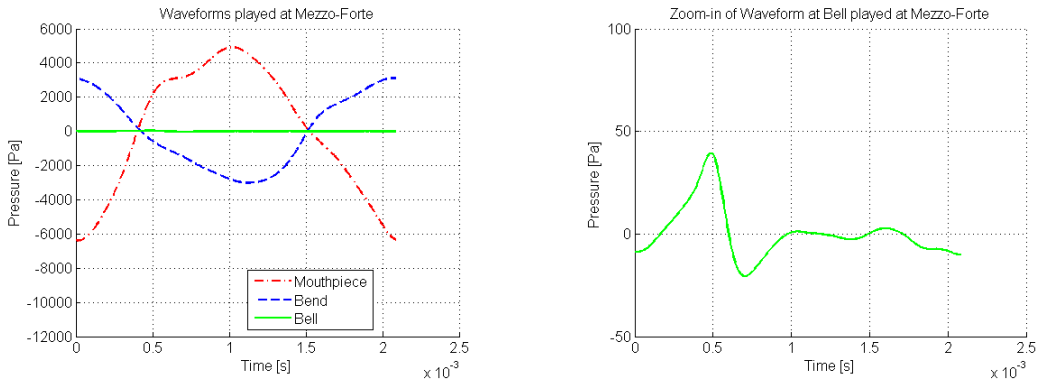 Waveforms played at Mezzo-Forte
6000
4000
2000
0
-2000
-4000
-6000
-8000
-10000
-12000
Pressure [Pa]
Mouthpiece
Bend
Bell
0 0.5 1 1.5 2 2.5
Time [s]
x 10⁻³
Zoom-in of Waveform at Bell played at Mezzo-Forte
100
50
0
-50
Pressure [Pa]
0 0.5 1 1.5 2 2.5
Time [s]
x 10⁻³